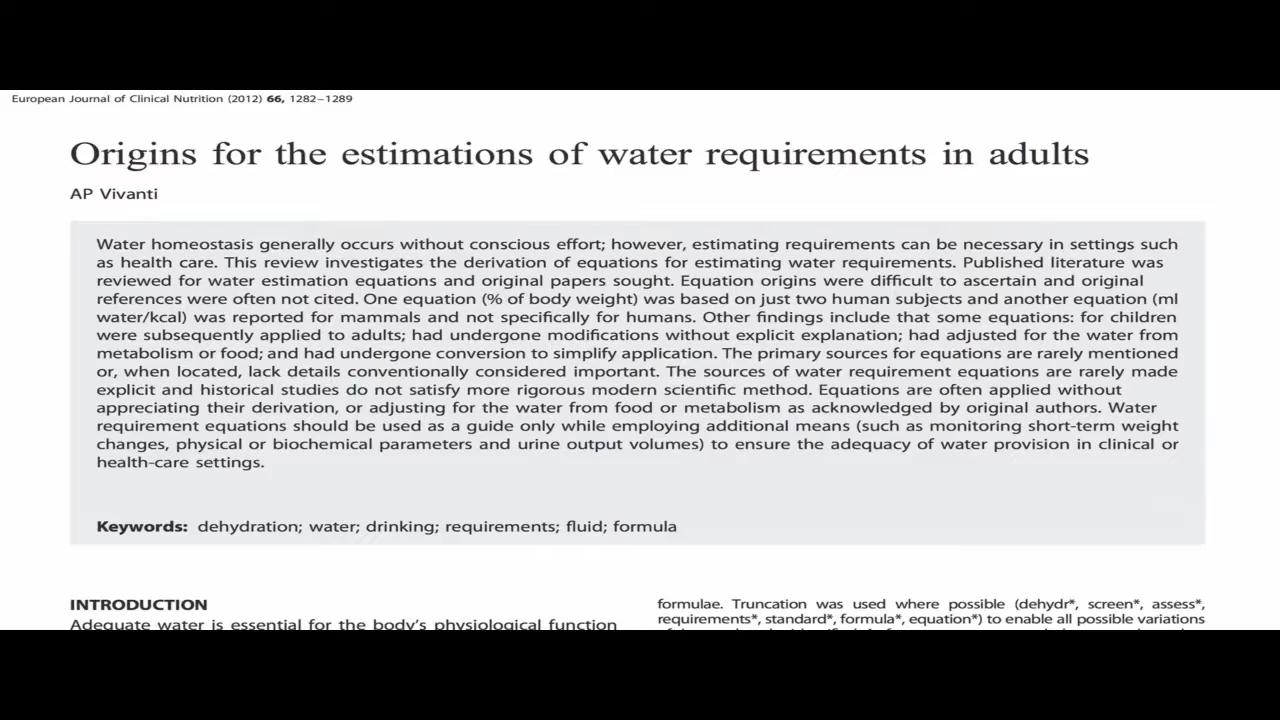 European Journal of Clinical Nutrition (2012) 66, 1282–1289
Origins for the estimations of water requirements in adults
AP Vivanti
Water homeostasis generally occurs without conscious effort; however, estimating requirements can be necessary in settings such
as health care. This review investigates the derivation of equations for estimating water requirements. Published literature was
reviewed for water estimation equations and original papers sought. Equation origins were difficult to ascertain and original
references were often not cited. One equation (% of body weight) was based on just two human subjects and another equation (ml
water/kcal) was reported for mammals and not specifically for humans. Other findings include that some equations: for children
were subsequently applied to adults; had undergone modifications without explicit explanation; had adjusted for the water from
metabolism or food; and had undergone conversion to simplify application. The primary sources for equations are rarely mentioned
or, when located, lack details conventionally considered important. The sources of water requirement equations are rarely made
explicit and historical studies do not satisfy more rigorous modern scientific method. Equations are often applied without
appreciating their derivation, or adjusting for the water from food or metabolism as acknowledged by original authors. Water
requirement equations should be used as a guide only while employing additional means (such as monitoring short-term weight
changes, physical or biochemical parameters and urine output volumes) to ensure the adequacy of water provision in clinical or
health-care settings.
Keywords: dehydration; water; drinking; requirements; fluid; formula
INTRODUCTION
Adequate water is essential for the body's physiological function
formulae. Truncation was used where possible (dehydr*, screen*, assess*,
requirements*, standard*, formula*, equation*) to enable all possible variations